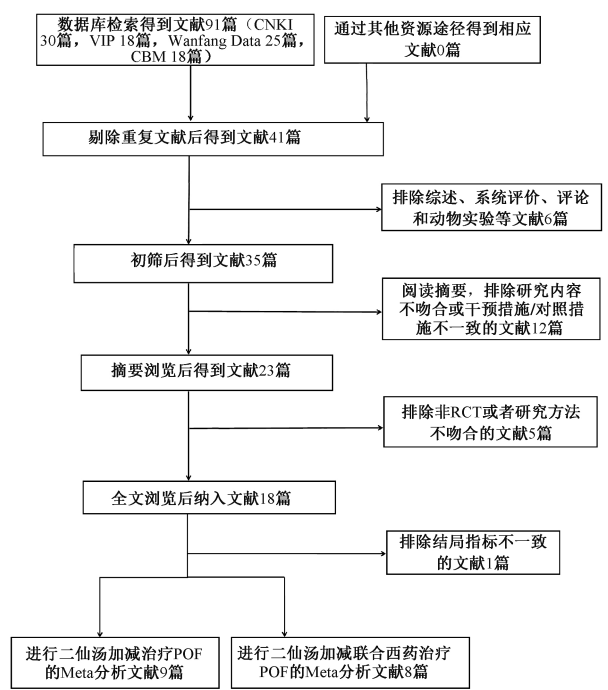 数据库检索得到文献91篇（CNKI
30篇，VIP 18篇，Wanfang Data 25篇，
CBM 18篇）
通过其他资源途径得到相应
文献0篇
剔除重复文献后得到文献41篇
排除综述、系统评价、评论
和动物实验等文献6篇
初筛后得到文献35篇
阅读摘要，排除研究内容
不吻合或干预措施/对照措
施不一致的文献12篇
摘要浏览后得到文献23篇
排除非RCT或者研究方法
不吻合的文献5篇
全文浏览后纳入文献18篇
排除结局指标不一致
的文献1篇
进行二仙汤加减治疗POF
的Meta分析文献9篇
进行二仙汤加减联合西药治疗
POF的Meta分析文献8篇